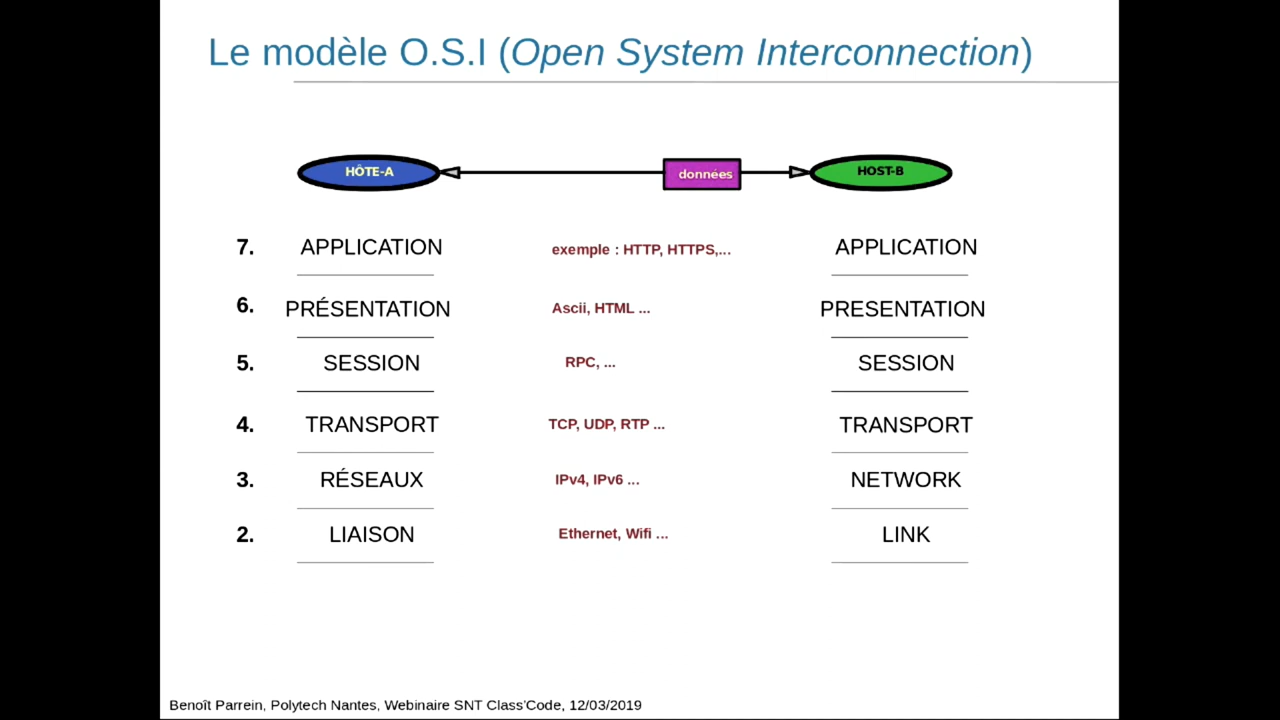 Le modèle O.S.I (Open System Interconnection)
HÔTE-A données HOST-B
7. APPLICATION exemple : HTTP, HTTPS,... APPLICATION
6. PRÉSENTATION Ascii, HTML ... PRESENTATION
5. SESSION RPC, ... SESSION
4. TRANSPORT TCP, UDP, RTP ... TRANSPORT
3. RÉSEAUX IPv4, IPv6 ... NETWORK
2. LIAISON Ethernet, Wifi ... LINK
Benoît Parrein, Polytech Nantes, Webinaire SNT Class'Code, 12/03/2019